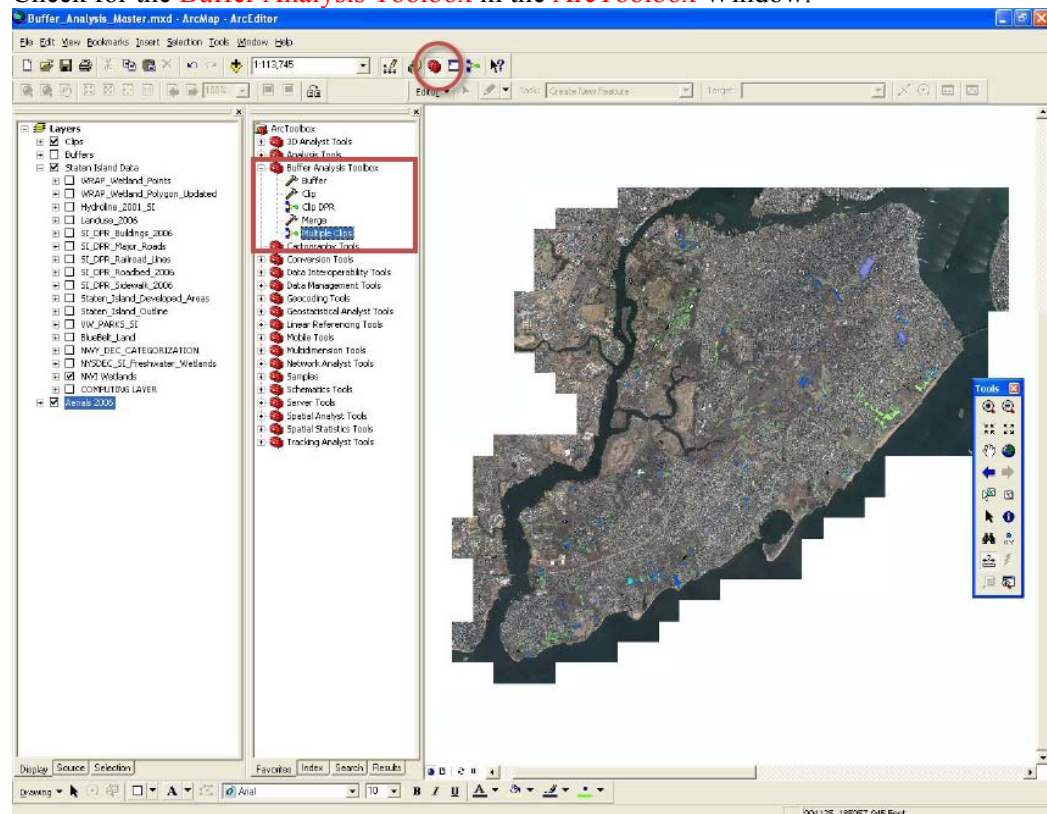 Check for the Buffer Analysis Toolbox in the ArcToolbox Window.
Buffer_Analysis_Master.mxd - ArcMap - ArcEditor
File Edit View Bookmarks Insert Selection Tools Window Help
1:113,745
100%
Editor Task: Create New Feature Target:
Layers
Clips
Buffers
Staten Island Data
WRAP_Wetland_Points
WRAP_Wetland_Polygon_Updated
Hydroline_2001_SI
Landuse_2006
SI_DPR_Buildings_2006
SI_DPR_Major_Roads
SI_DPR_Railroad_Lines
SI_DPR_Roadbed_2006
SI_DPR_Sidewalk_2006
Staten_Island_Developed_Areas
Staten_Island_Outline
VW_PARKS_SI
BlueBelt_Land
NWY_DEC_CATEGORIZATION
NYSDEC_SI_Freshwater_Wetlands
NWI Wetlands
COMPUTING LAYER
Aerials 2006
ArcToolbox
3D Analyst Tools
Analysis Tools
Buffer Analysis Toolbox
Buffer
Clip
Clip DPR
Merge
Multiple Clips
Cartography Tools
Conversion Tools
Data Interoperability Tools
Data Management Tools
Geocoding Tools
Geostatistical Analyst Tools
Linear Referencing Tools
Mobile Tools
Multidimension Tools
Network Analyst Tools
Samples
Schematics Tools
Server Tools
Spatial Analyst Tools
Spatial Statistics Tools
Tracking Analyst Tools
Tools
Display Source Selection
Favorites Index Search Results
Drawing A Arial 10 B I U A